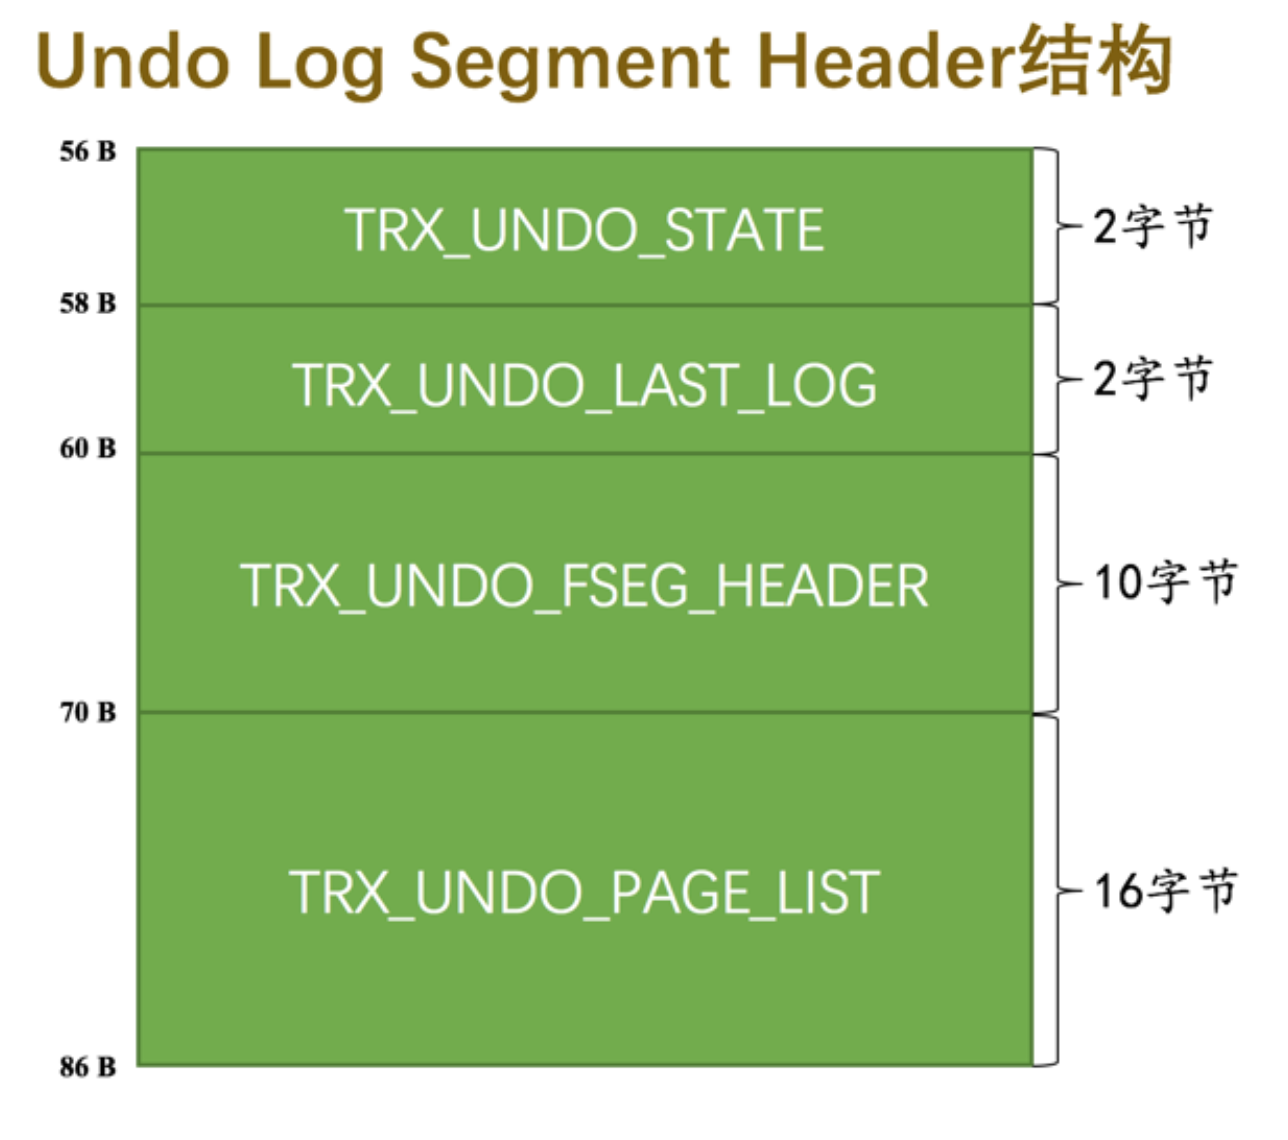 Undo Log Segment Header结构
56 B
TRX_UNDO_STATE
2字节
58 B
TRX_UNDO_LAST_LOG
2字节
60 B
TRX_UNDO_FSEG_HEADER
10字节
70 B
TRX_UNDO_PAGE_LIST
16字节
86 B